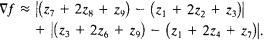 ∇f ≈ |(z₇ + 2z₈ + z₉) − (z₁ + 2z₂ + z₃)|
+ |(z₃ + 2z₆ + z₉) − (z₁ + 2z₄ + z₇)|.